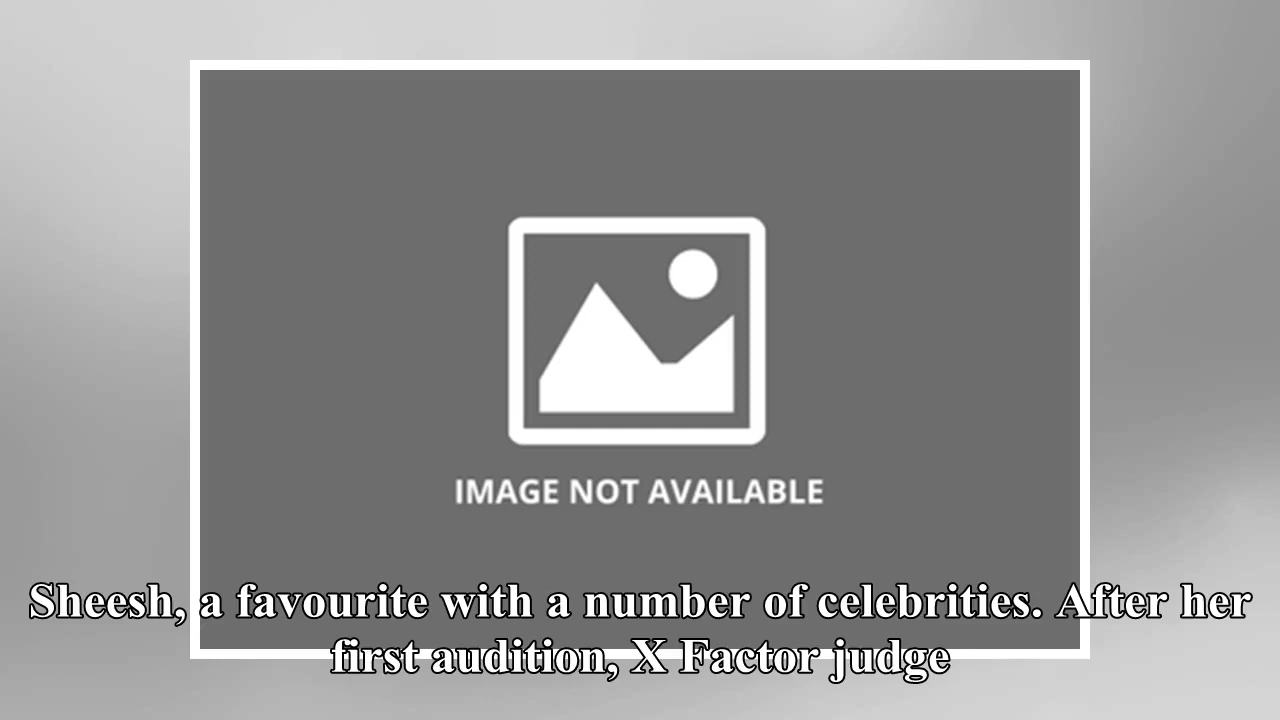 IMAGE NOT AVAILABLE
Sheesh, a favourite with a number of celebrities. After her
first audition, X Factor judge